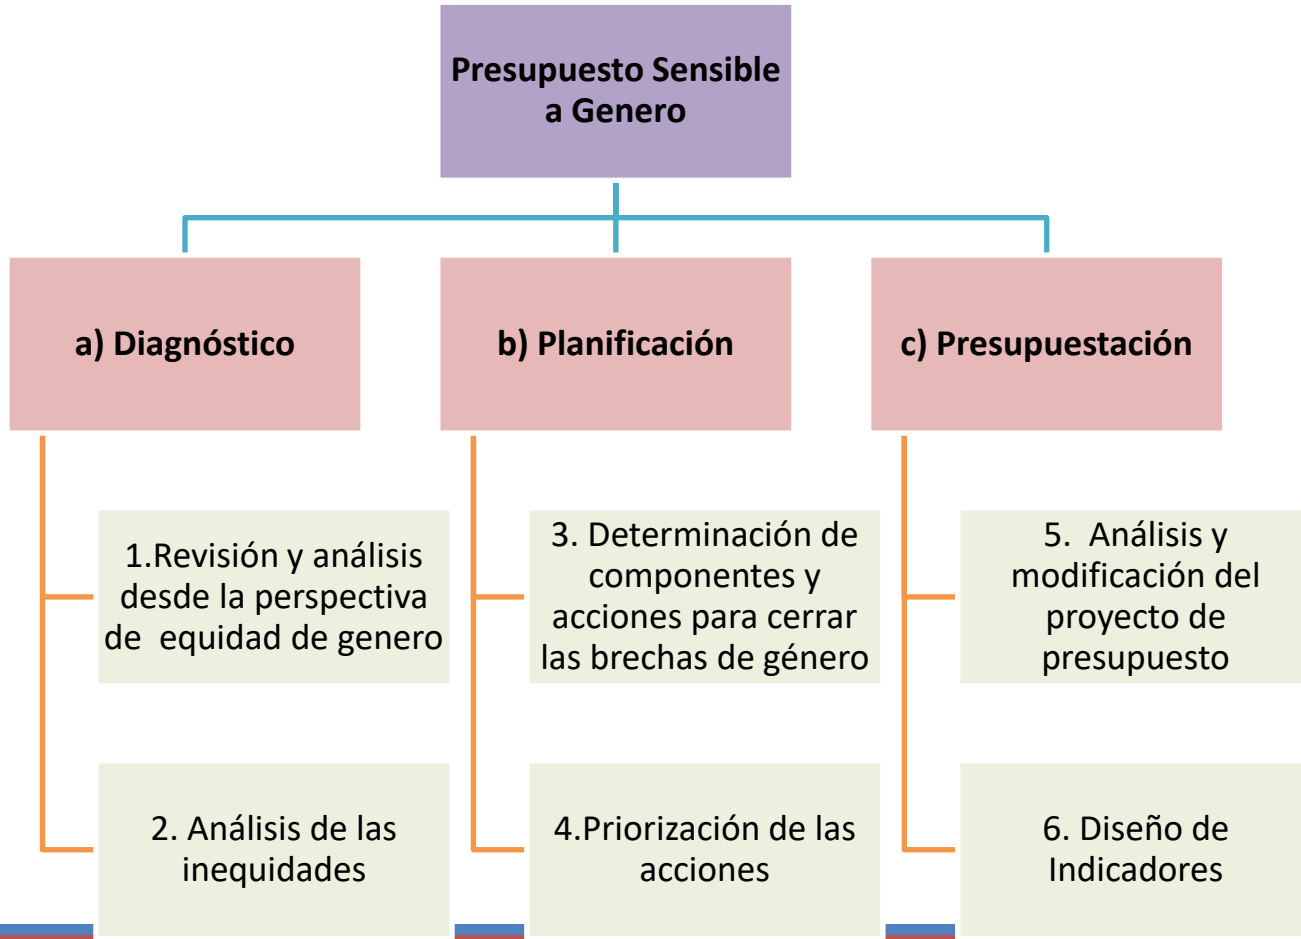 Presupuesto Sensible
a Genero
a) Diagnóstico
b) Planificación
c) Presupuestación
1.Revisión y análisis
desde la perspectiva
de equidad de genero
3. Determinación de
componentes y
acciones para cerrar
las brechas de género
5. Análisis y
modificación del
proyecto de
presupuesto
2. Análisis de las
inequidades
4.Priorización de las
acciones
6. Diseño de
Indicadores